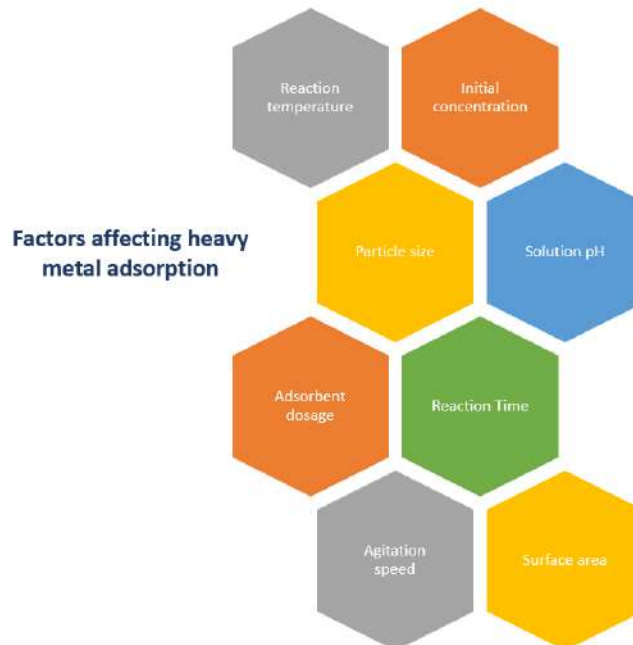 Reaction
temperature
Initial
concentration
Factors affecting heavy
metal adsorption
Particle size
Solution pH
Adsorbent
dosage
Reaction Time
Agitation
speed
Surface area